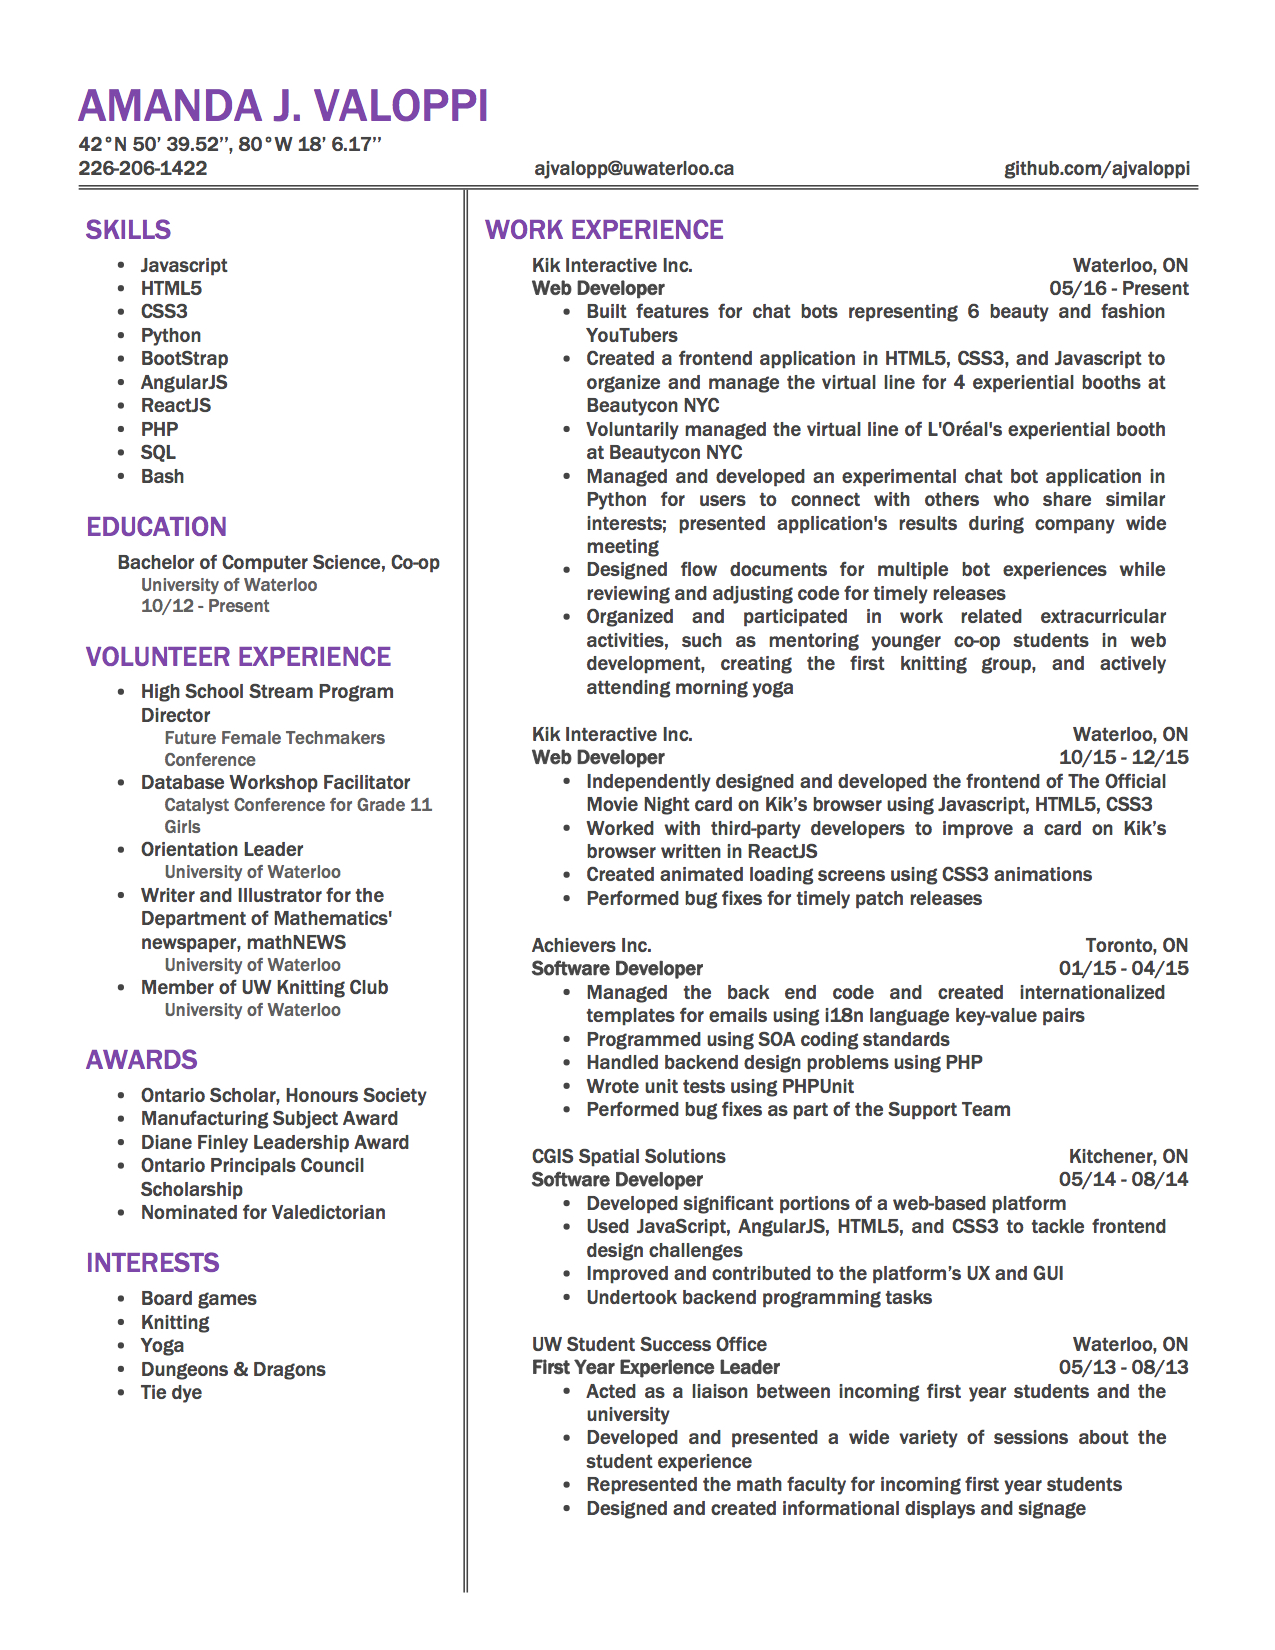 AMANDA J. VALOPPI
42°N 50' 39.52’’, 80°W 18' 6.17’’
226-206-1422 ajvalopp@uwaterloo.ca github.com/ajvaloppi
SKILLS
• Javascript
• HTML5
• CSS3
• Python
• BootStrap
• AngularJS
• ReactJS
• PHP
• SQL
• Bash
EDUCATION
Bachelor of Computer Science, Co-op
University of Waterloo
10/12 - Present
VOLUNTEER EXPERIENCE
• High School Stream Program
Director
Future Female Techmakers
Conference
• Database Workshop Facilitator
Catalyst Conference for Grade 11
Girls
• Orientation Leader
University of Waterloo
• Writer and Illustrator for the
Department of Mathematics'
newspaper, mathNEWS
University of Waterloo
• Member of UW Knitting Club
University of Waterloo
AWARDS
• Ontario Scholar, Honours Society
• Manufacturing Subject Award
• Diane Finley Leadership Award
• Ontario Principals Council
Scholarship
• Nominated for Valedictorian
INTERESTS
• Board games
• Knitting
• Yoga
• Dungeons & Dragons
• Tie dye
WORK EXPERIENCE
Kik Interactive Inc. Waterloo, ON
Web Developer 05/16 - Present
• Built features for chat bots representing 6 beauty and fashion
YouTubers
• Created a frontend application in HTML5, CSS3, and Javascript to
organize and manage the virtual line for 4 experiential booths at
Beautycon NYC
• Voluntarily managed the virtual line of L'Oréal's experiential booth
at Beautycon NYC
• Managed and developed an experimental chat bot application in
Python for users to connect with others who share similar
interests; presented application's results during company wide
meeting
• Designed flow documents for multiple bot experiences while
reviewing and adjusting code for timely releases
• Organized and participated in work related extracurricular
activities, such as mentoring younger co-op students in web
development, creating the first knitting group, and actively
attending morning yoga
Kik Interactive Inc. Waterloo, ON
Web Developer 10/15 - 12/15
• Independently designed and developed the frontend of The Official
Movie Night card on Kik’s browser using Javascript, HTML5, CSS3
• Worked with third-party developers to improve a card on Kik’s
browser written in ReactJS
• Created animated loading screens using CSS3 animations
• Performed bug fixes for timely patch releases
Achievers Inc. Toronto, ON
Software Developer 01/15 - 04/15
• Managed the back end code and created internationalized
templates for emails using i18n language key-value pairs
• Programmed using SOA coding standards
• Handled backend design problems using PHP
• Wrote unit tests using PHPUnit
• Performed bug fixes as part of the Support Team
CGIS Spatial Solutions Kitchener, ON
Software Developer 05/14 - 08/14
• Developed significant portions of a web-based platform
• Used JavaScript, AngularJS, HTML5, and CSS3 to tackle frontend
design challenges
• Improved and contributed to the platform’s UX and GUI
• Undertook backend programming tasks
UW Student Success Office Waterloo, ON
First Year Experience Leader 05/13 - 08/13
• Acted as a liaison between incoming first year students and the
university
• Developed and presented a wide variety of sessions about the
student experience
• Represented the math faculty for incoming first year students
• Designed and created informational displays and signage